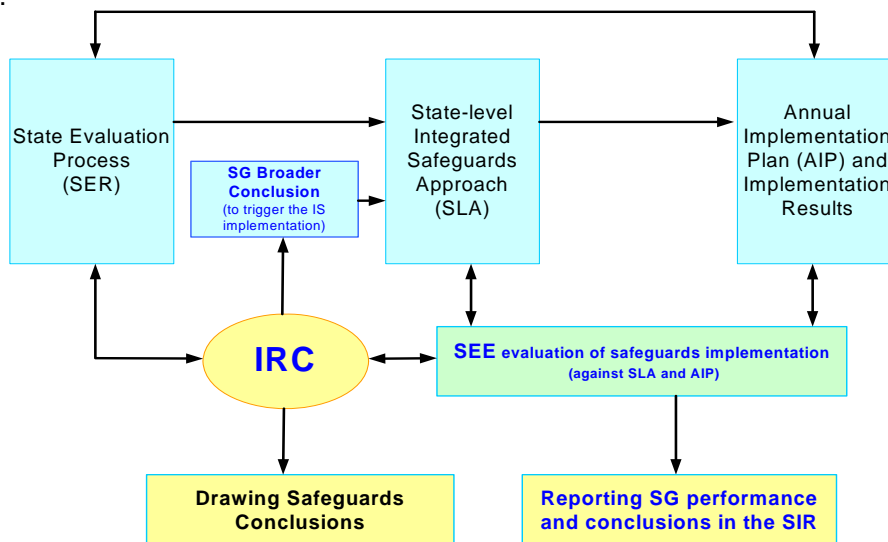 .
State Evaluation
Process
(SER)
State-level
Integrated
Safeguards
Approach
(SLA)
Annual
Implementation
Plan (AIP) and
Implementation
Results
SG Broader
Conclusion
(to trigger the IS
implementation)
IRC
SEE evaluation of safeguards implementation
(against SLA and AIP)
Drawing Safeguards
Conclusions
Reporting SG performance
and conclusions in the SIR